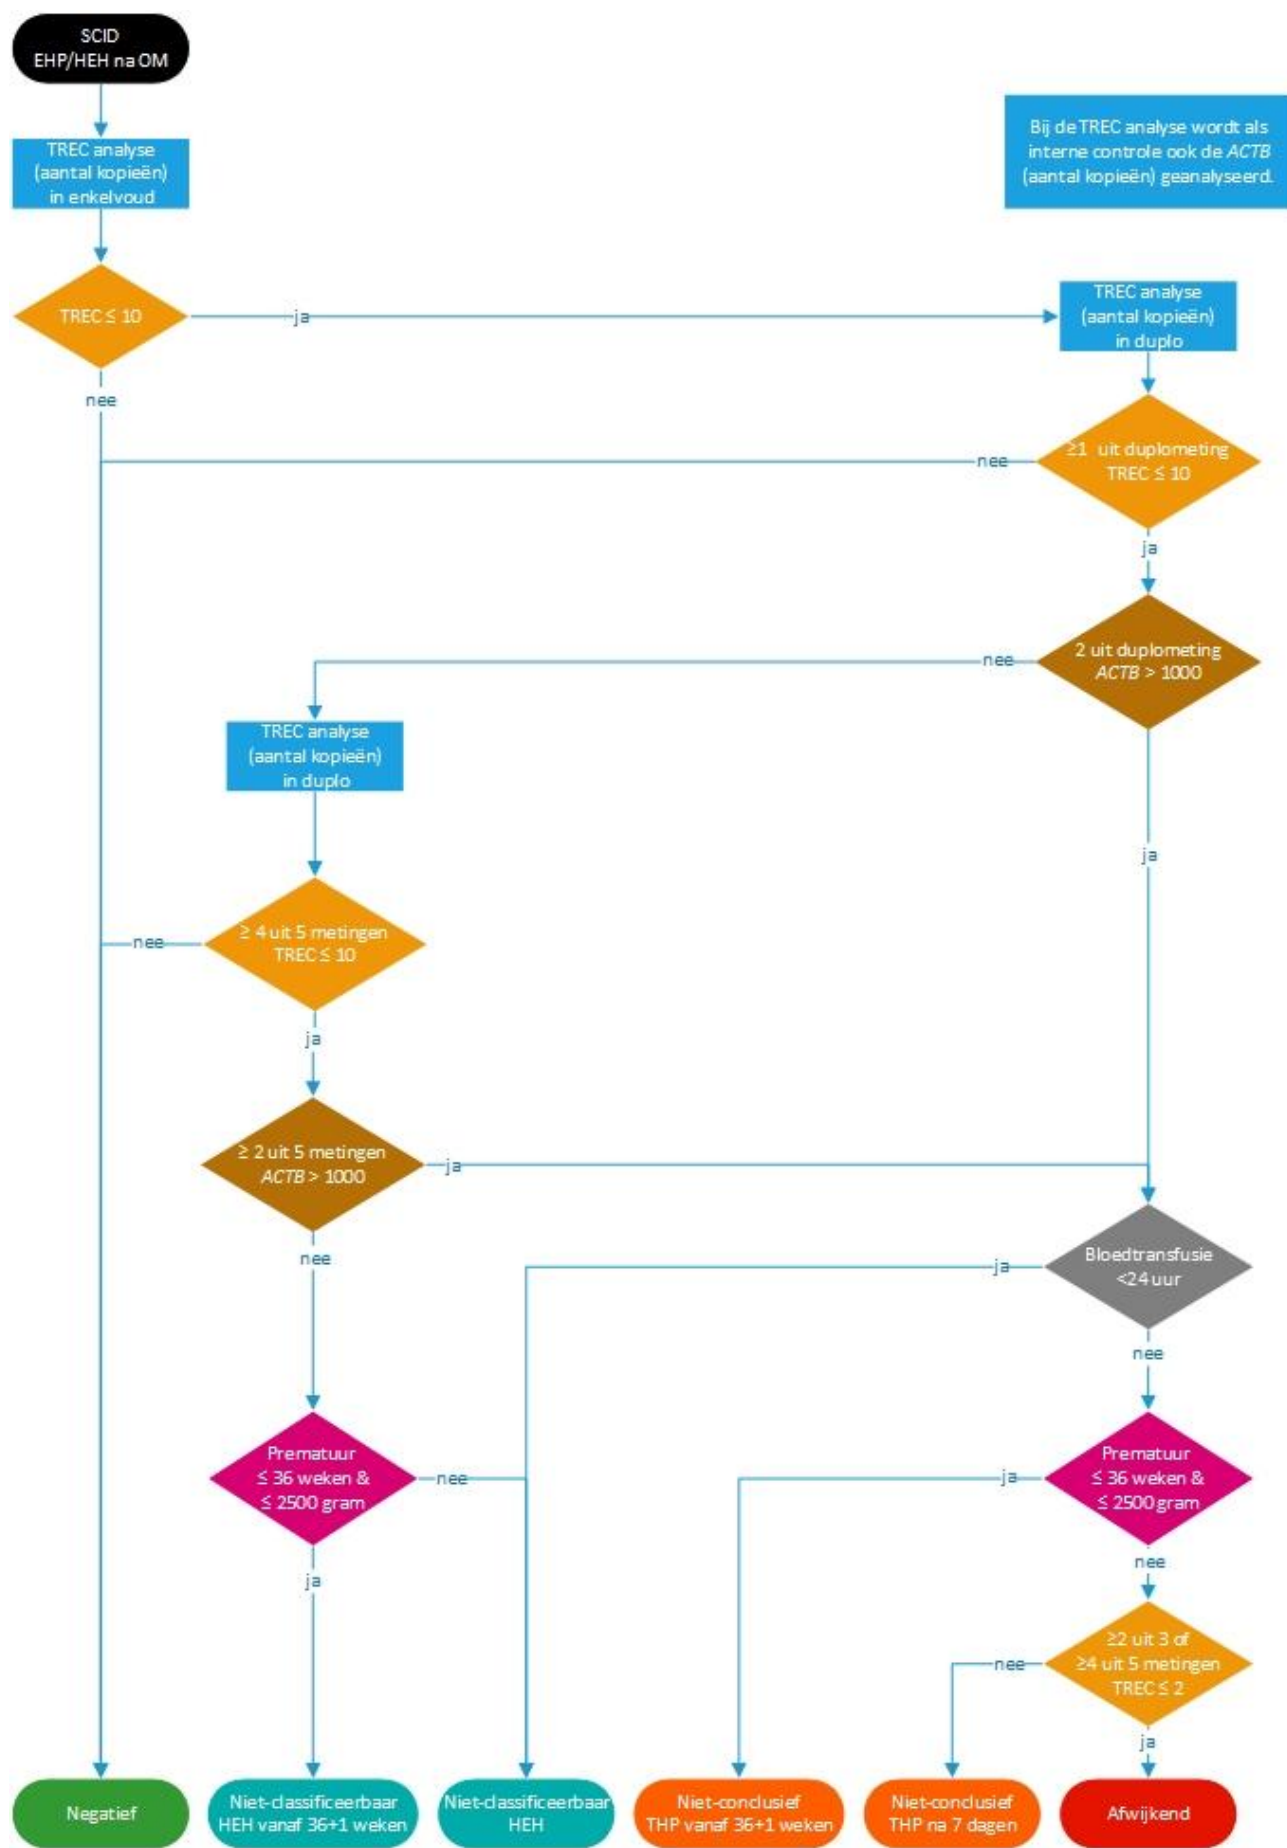 SCID
EHP/HEH na OM
TREC analyse
(aantal kopieën)
in enkelvoud
Bij de TREC analyse wordt als
interne controle ook de ACTB
(aantal kopieën) geanalyseerd.
TREC ≤ 10
ja
TREC analyse
(aantal kopieën)
in duplo
nee
≥1 uit duplometing
TREC ≤ 10
nee
ja
2 uit duplometing
ACTB > 1000
nee
TREC analyse
(aantal kopieën)
in duplo
ja
≥ 4 uit 5 metingen
TREC ≤ 10
nee
ja
≥ 2 uit 5 metingen
ACTB > 1000
ja
nee
Bloedtransfusie
<24 uur
ja
nee
Prematuur
≤ 36 weken &
≤ 2500 gram
nee
ja
Prematuur
≤ 36 weken &
≤ 2500 gram
ja
nee
≥2 uit 3 of
≥4 uit 5 metingen
TREC ≤ 2
nee
ja
Negatief
Niet-classificeerbaar
HEH vanaf 36+1 weken
Niet-classificeerbaar
HEH
Niet-conclusief
THP vanaf 36+1 weken
Niet-conclusief
THP na 7 dagen
Afwijkend